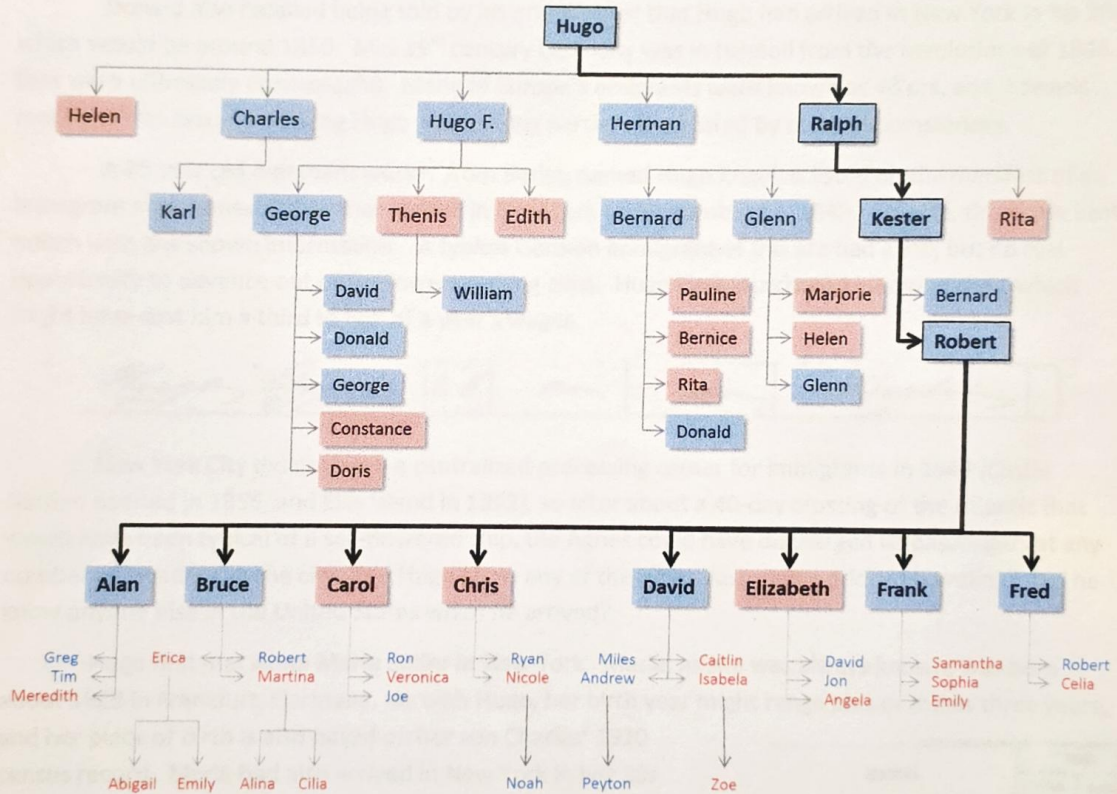 Hugo
Helen Charles Hugo F. Herman Ralph
Karl George Thenis Edith Bernard Glenn Kester Rita
David William Pauline Marjorie Bernard
Donald Bernice Helen Robert
George Rita Glenn
Constance Donald
Doris
Alan Bruce Carol Chris David Elizabeth Frank Fred
Greg Erica Robert Ron Ryan Miles Caitlin David Samantha Robert
Tim Martina Veronica Nicole Andrew Isabela Jon Sophia Celia
Meredith Joe Angela Emily
Abigail Emily Alina Cilia Noah Peyton Zoe